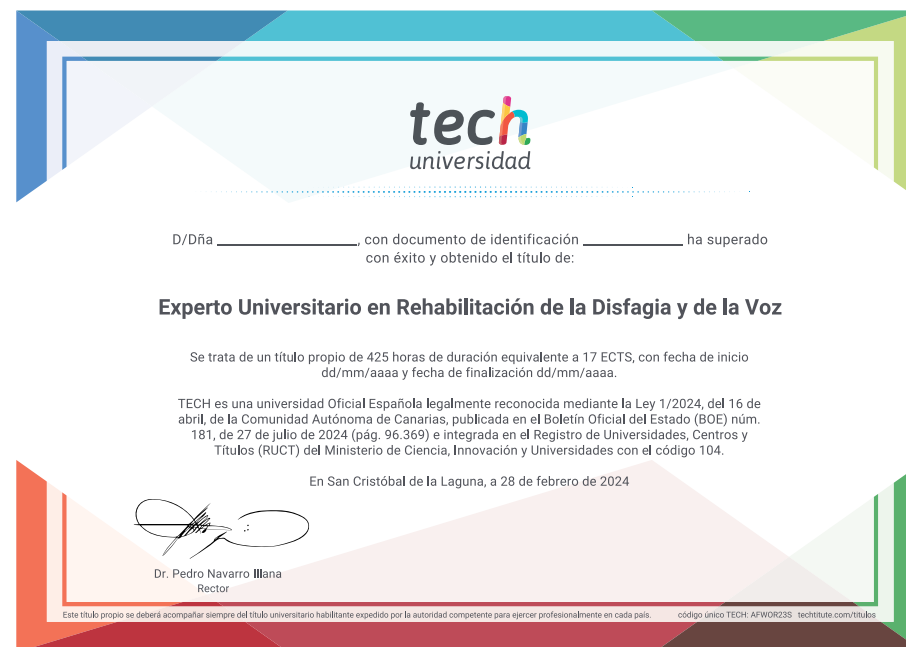 tech
universidad
D/Dña ____________, con documento de identificación ____________ ha superado
con éxito y obtenido el título de:
Experto Universitario en Rehabilitación de la Disfagia y de la Voz
Se trata de un título propio de 425 horas de duración equivalente a 17 ECTS, con fecha de inicio
dd/mm/aaaa y fecha de finalización dd/mm/aaaa.
TECH es una universidad Oficial Española legalmente reconocida mediante la Ley 1/2024, del 16 de
abril, de la Comunidad Autónoma de Canarias, publicada en el Boletín Oficial del Estado (BOE) núm.
181, de 27 de julio de 2024 (pág. 96.369) e integrada en el Registro de Universidades, Centros y
Títulos (RUCT) del Ministerio de Ciencia, Innovación y Universidades con el código 104.
En San Cristóbal de la Laguna, a 28 de febrero de 2024
Dr. Pedro Navarro Illana
Rector
Este título propio se deberá acompañar siempre del título universitario habilitante expedido por la autoridad competente para ejercer profesionalmente en cada país. código único TECH: AFWOR23S techtitute.com/titulos